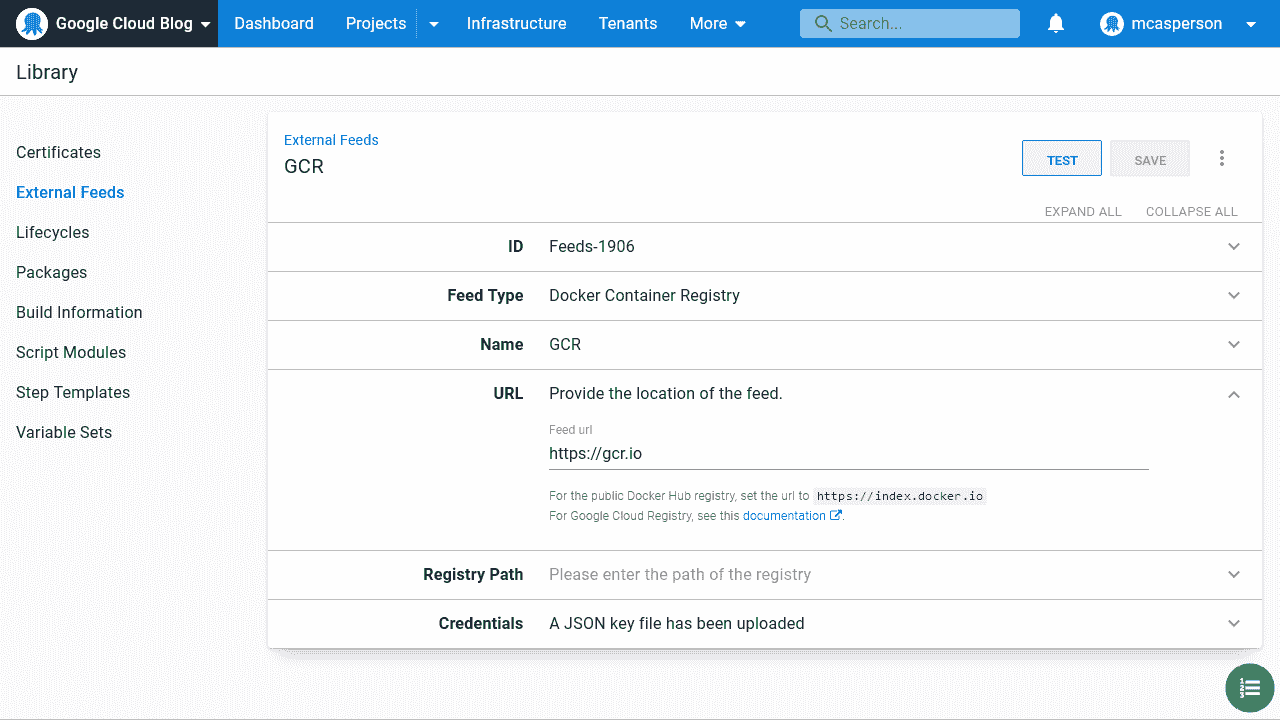 Google Cloud Blog Dashboard Projects Infrastructure Tenants More Search... mcasperson
Library
Certificates
External Feeds
Lifecycles
Packages
Build Information
Script Modules
Step Templates
Variable Sets
External Feeds
GCR
TEST SAVE
EXPAND ALL COLLAPSE ALL
ID Feeds-1906
Feed Type Docker Container Registry
Name GCR
URL Provide the location of the feed.
Feed url
https://gcr.io
For the public Docker Hub registry, set the url to https://index.docker.io
For Google Cloud Registry, see this documentation.
Registry Path Please enter the path of the registry
Credentials A JSON key file has been uploaded